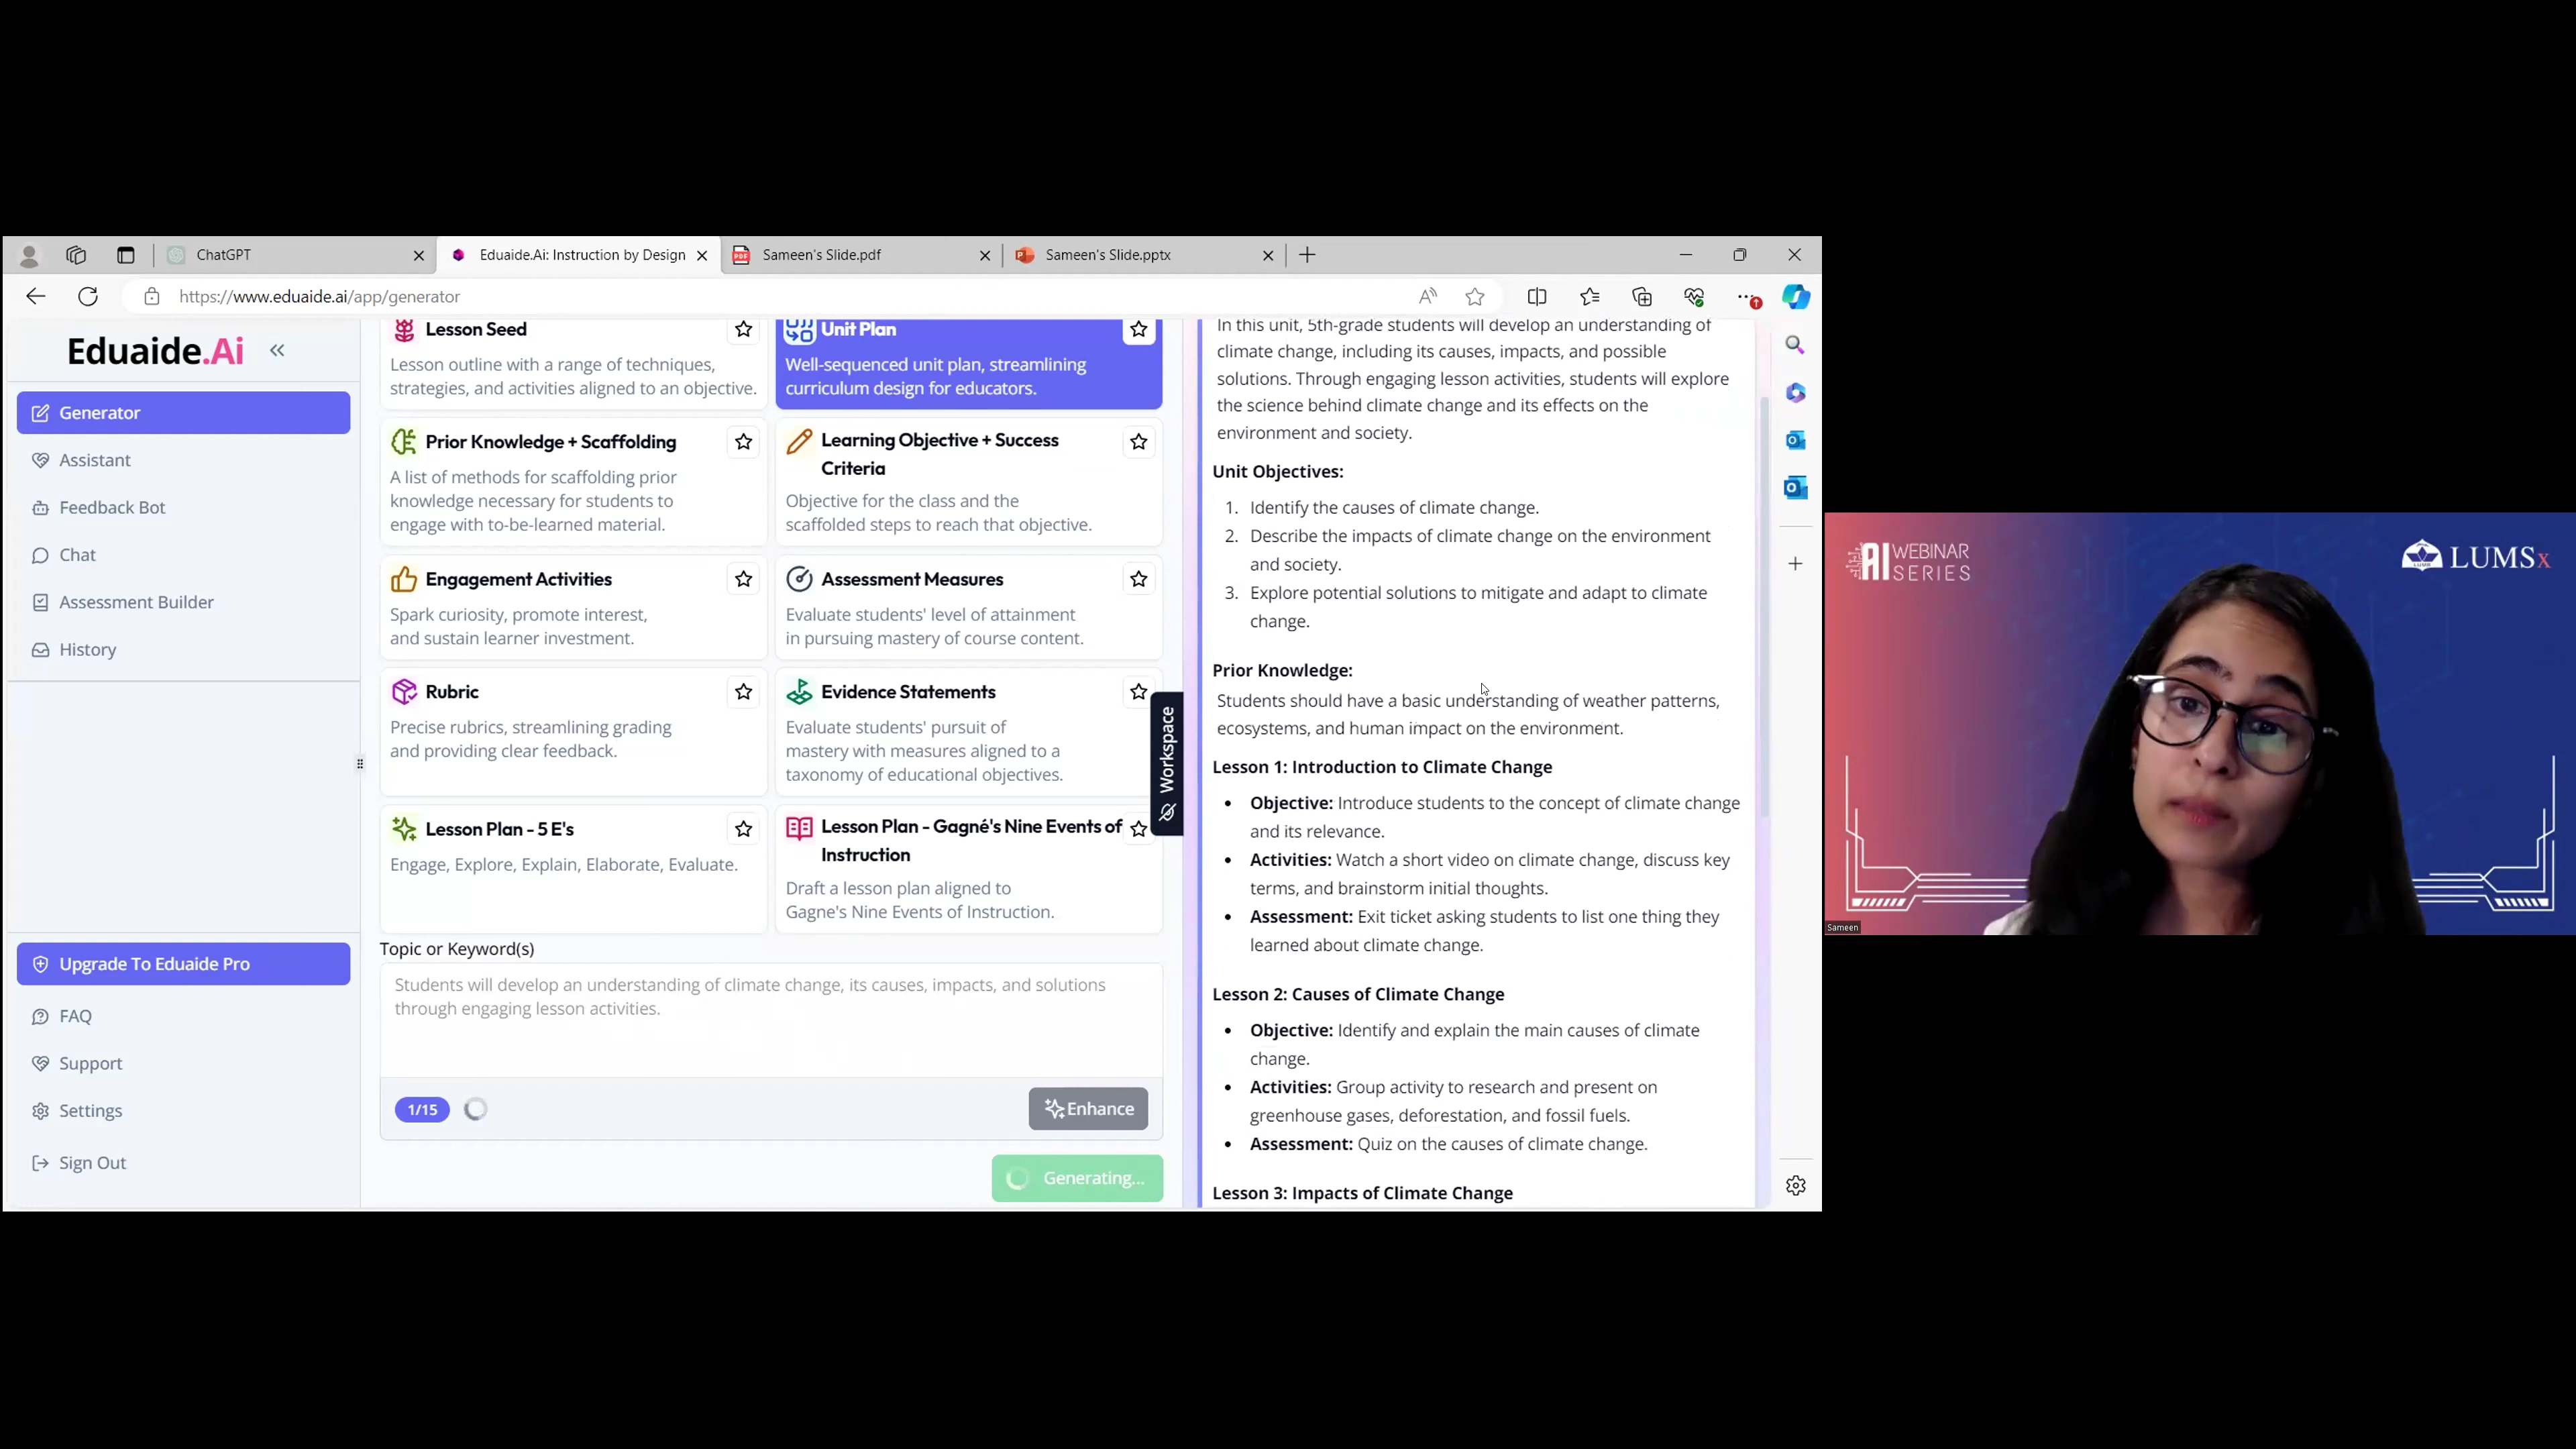 ChatGPT
Eduaide.Ai: Instruction by Design
Sameen's Slide.pdf
Sameen's Slide.pptx
https://www.eduaide.ai/app/generator
Eduaide.Ai
Generator
Assistant
Feedback Bot
Chat
Assessment Builder
History
Upgrade To Eduaide Pro
FAQ
Support
Settings
Sign Out
Lesson Seed
Lesson outline with a range of techniques,
strategies, and activities aligned to an objective.
Unit Plan
Well-sequenced unit plan, streamlining
curriculum design for educators.
Prior Knowledge + Scaffolding
A list of methods for scaffolding prior
knowledge necessary for students to
engage with to-be-learned material.
Learning Objective + Success
Criteria
Objective for the class and the
scaffolded steps to reach that objective.
Engagement Activities
Spark curiosity, promote interest,
and sustain learner investment.
Assessment Measures
Evaluate students' level of attainment
in pursuing mastery of course content.
Rubric
Precise rubrics, streamlining grading
and providing clear feedback.
Evidence Statements
Evaluate students' pursuit of
mastery with measures aligned to a
taxonomy of educational objectives.
Lesson Plan - 5 E's
Engage, Explore, Explain, Elaborate, Evaluate.
Lesson Plan - Gagné's Nine Events of
Instruction
Draft a lesson plan aligned to
Gagne's Nine Events of Instruction.
Topic or Keyword(s)
Students will develop an understanding of climate change, its causes, impacts, and solutions
through engaging lesson activities.
1/15
Enhance
Generating...
Workspace
In this unit, 5th-grade students will develop an understanding of
climate change, including its causes, impacts, and possible
solutions. Through engaging lesson activities, students will explore
the science behind climate change and its effects on the
environment and society.
Unit Objectives:
1. Identify the causes of climate change.
2. Describe the impacts of climate change on the environment
and society.
3. Explore potential solutions to mitigate and adapt to climate
change.
Prior Knowledge:
Students should have a basic understanding of weather patterns,
ecosystems, and human impact on the environment.
Lesson 1: Introduction to Climate Change
• Objective: Introduce students to the concept of climate change
and its relevance.
• Activities: Watch a short video on climate change, discuss key
terms, and brainstorm initial thoughts.
• Assessment: Exit ticket asking students to list one thing they
learned about climate change.
Lesson 2: Causes of Climate Change
• Objective: Identify and explain the main causes of climate
change.
• Activities: Group activity to research and present on
greenhouse gases, deforestation, and fossil fuels.
• Assessment: Quiz on the causes of climate change.
Lesson 3: Impacts of Climate Change
AI WEBINAR
SERIES
LUMSx
Sameen